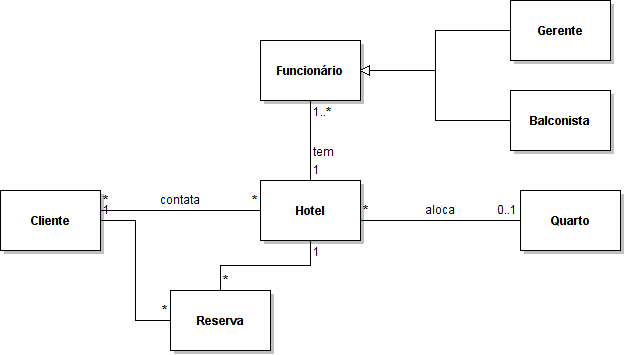 Gerente
Funcionário
1..*
Balconista
tem
1
* contata *
1
Cliente
Hotel
* aloca 0..1
Quarto
1
*
*
Reserva